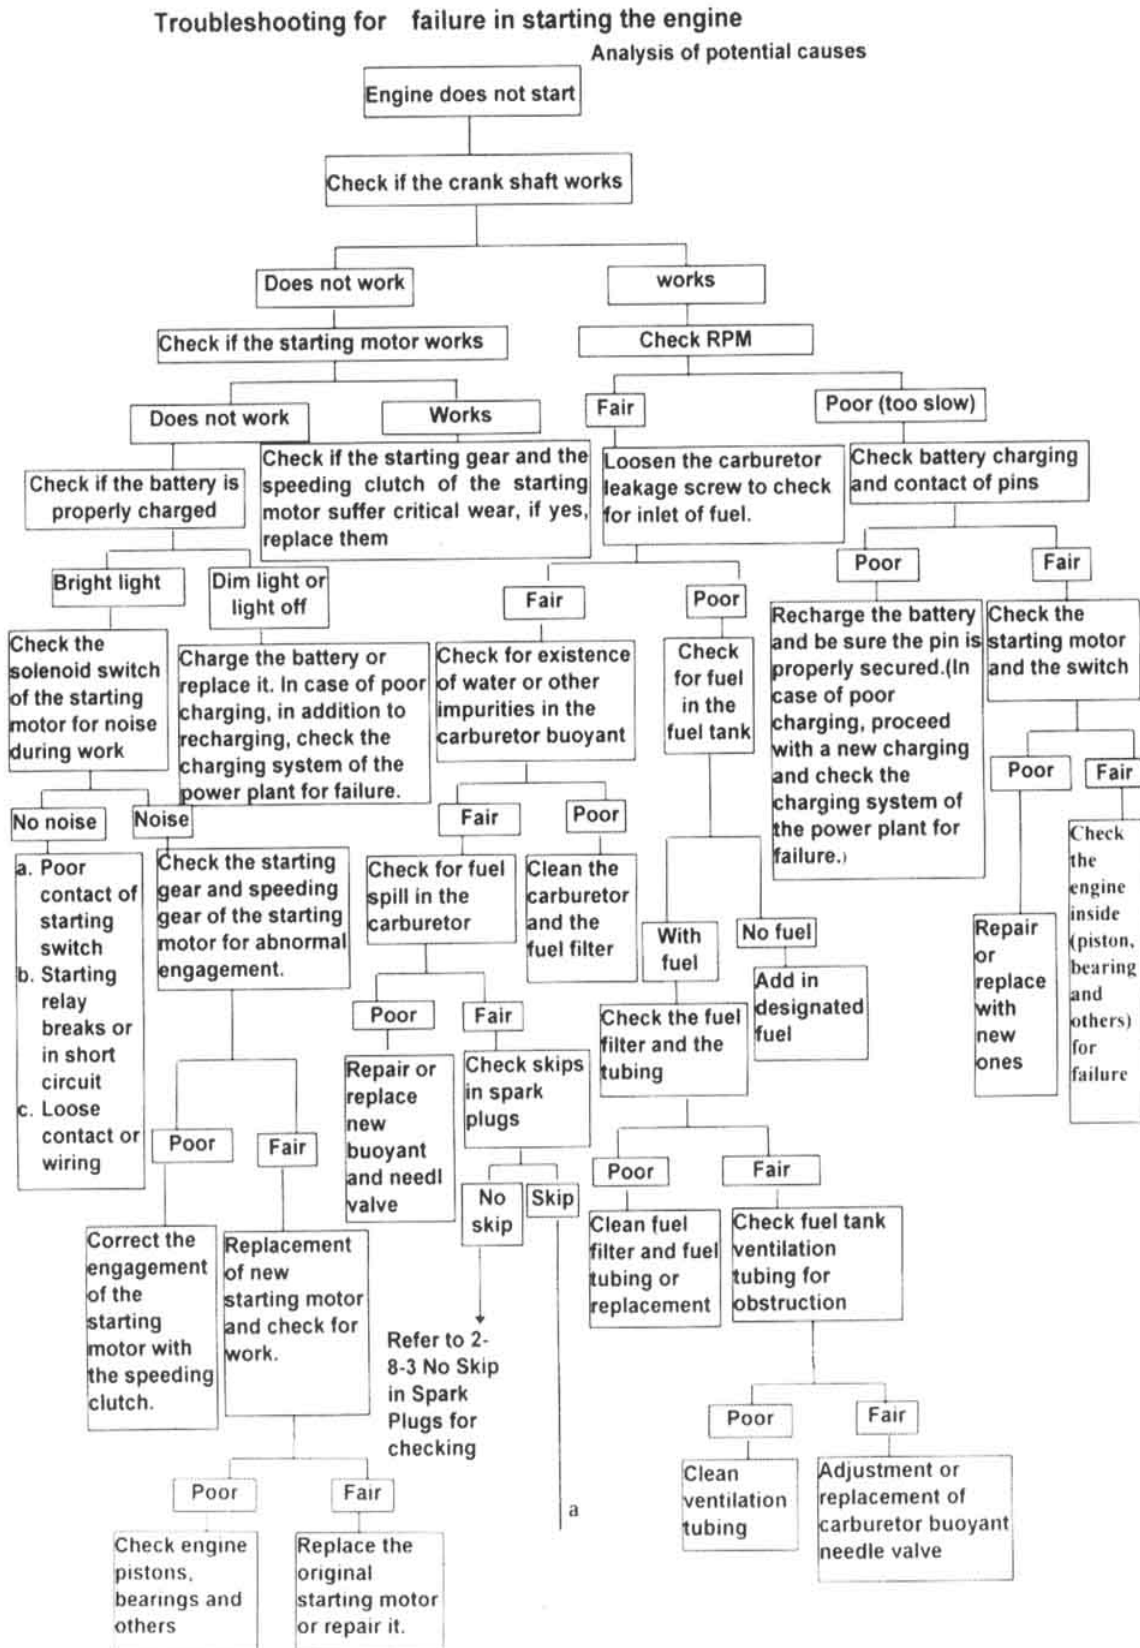 Troubleshooting for failure in starting the engine
Analysis of potential causes
Engine does not start
Check if the crank shaft works
Does not work
works
Check if the starting motor works
Check RPM
Does not work
Works
Fair
Poor (too slow)
Check if the battery is
properly charged
Check if the starting gear and the
speeding clutch of the starting
motor suffer critical wear, if yes,
replace them
Loosen the carburetor
leakage screw to check
for inlet of fuel.
Check battery charging
and contact of pins
Bright light
Dim light or
light off
Fair
Poor
Poor
Fair
Check the
solenoid switch
of the starting
motor for noise
during work
Charge the battery or
replace it. In case of poor
charging, in addition to
recharging, check the
charging system of the
power plant for failure.
Check for existence
of water or other
impurities in the
carburetor buoyant
Check
for fuel
in the
fuel tank
Recharge the battery
and be sure the pin is
properly secured.(In
case of poor
charging, proceed
with a new charging
and check the
charging system of
the power plant for
failure.)
Check the
starting motor
and the switch
No noise
Noise
Fair
Poor
Poor
Fair
a. Poor
contact of
starting
switch
b. Starting
relay
breaks or
in short
circuit
c. Loose
contact or
wiring
Check the starting
gear and speeding
gear of the starting
motor for abnormal
engagement.
Check for fuel
spill in the
carburetor
Clean the
carburetor
and the
fuel filter
With
fuel
No fuel
Repair
or
replace
with
new
ones
Check
the
engine
inside
(piston,
bearing
and
others)
for
failure
Add in
designated
fuel
Poor
Fair
Check the fuel
filter and the
tubing
Repair or
replace
new
buoyant
and needl
valve
Check skips
in spark
plugs
Poor
Fair
Poor
Fair
No
skip
Skip
Correct the
engagement
of the
starting
motor with
the speeding
clutch.
Replacement
of new
starting motor
and check for
work.
Clean fuel
filter and fuel
tubing or
replacement
Check fuel tank
ventilation
tubing for
obstruction
Refer to 2-
8-3 No Skip
in Spark
Plugs for
checking
a
Poor
Fair
Poor
Fair
Clean
ventilation
tubing
Adjustment or
replacement of
carburetor buoyant
needle valve
Check engine
pistons,
bearings and
others
Replace the
original
starting motor
or repair it.